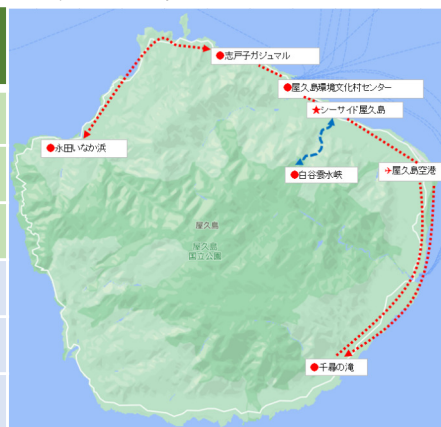 ●志戸子ガジュマル
●屋久島環境文化村センター
★シーサイド屋久島
●永田いなか浜
●白谷雲水峡
✈屋久島空港
屋久島
屋久島
国立公園
●千尋の滝